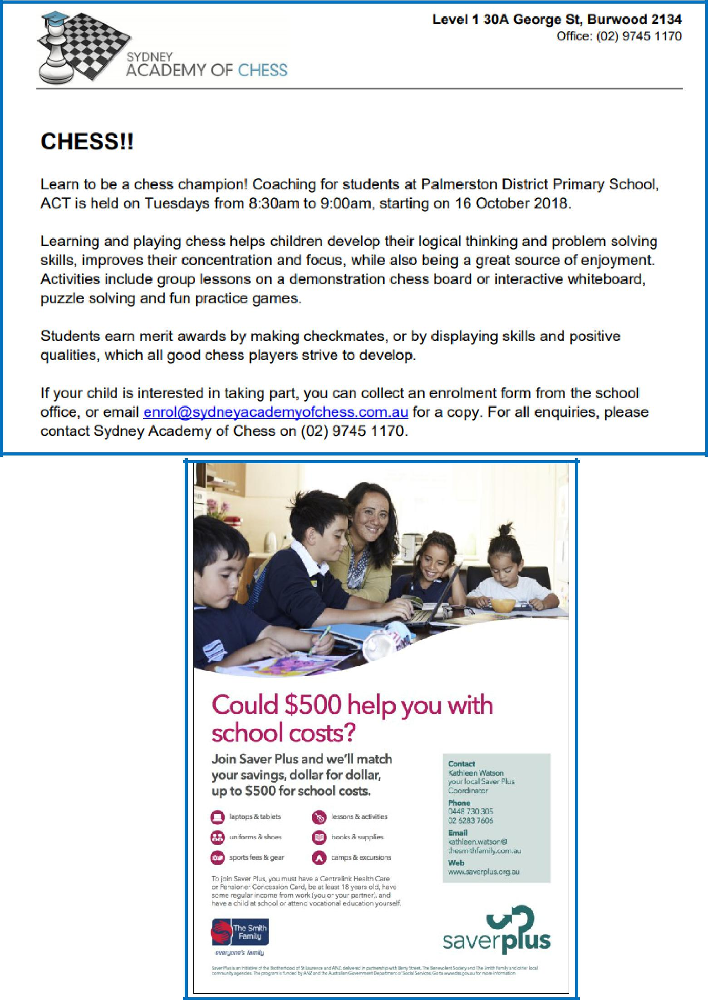 Level 1 30A George St, Burwood 2134
Office: (02) 9745 1170
SYDNEY
ACADEMY OF CHESS
CHESS!!
Learn to be a chess champion! Coaching for students at Palmerston District Primary School,
ACT is held on Tuesdays from 8:30am to 9:00am, starting on 16 October 2018.
Learning and playing chess helps children develop their logical thinking and problem solving
skills, improves their concentration and focus, while also being a great source of enjoyment.
Activities include group lessons on a demonstration chess board or interactive whiteboard,
puzzle solving and fun practice games.
Students earn merit awards by making checkmates, or by displaying skills and positive
qualities, which all good chess players strive to develop.
If your child is interested in taking part, you can collect an enrolment form from the school
office, or email enrol@sydneyacademyofchess.com.au for a copy. For all enquiries, please
contact Sydney Academy of Chess on (02) 9745 1170.
Could $500 help you with
school costs?
Join Saver Plus and we'll match
your savings, dollar for dollar,
up to $500 for school costs.
laptops & tablets
lessons & activities
uniforms & shoes
books & supplies
sports fees & gear
camps & excursions
To join Saver Plus, you must have a Centrelink Health Care
or Pensioner Concession Card, be at least 18 years old, have
some regular income from work (you or your partner), and
have a child at school or attend vocational education yourself.
Contact
Kathleen Watson
your local Saver Plus
Coordinator
Phone
0448 730 305
02 6283 7606
Email
kathleen.watson@
thesmithfamily.com.au
Web
www.saverplus.org.au
The Smith
Family
everyone's family
saverplus
Saver Plus is an initiative of the Brotherhood of St Laurence and ANZ, delivered in partnership with Berry Street, The Benevolent Society and The Smith Family and other local
community agencies. The program is funded by ANZ and the Australian Government Department of Social Services. Go to www.dss.gov.au for more information.